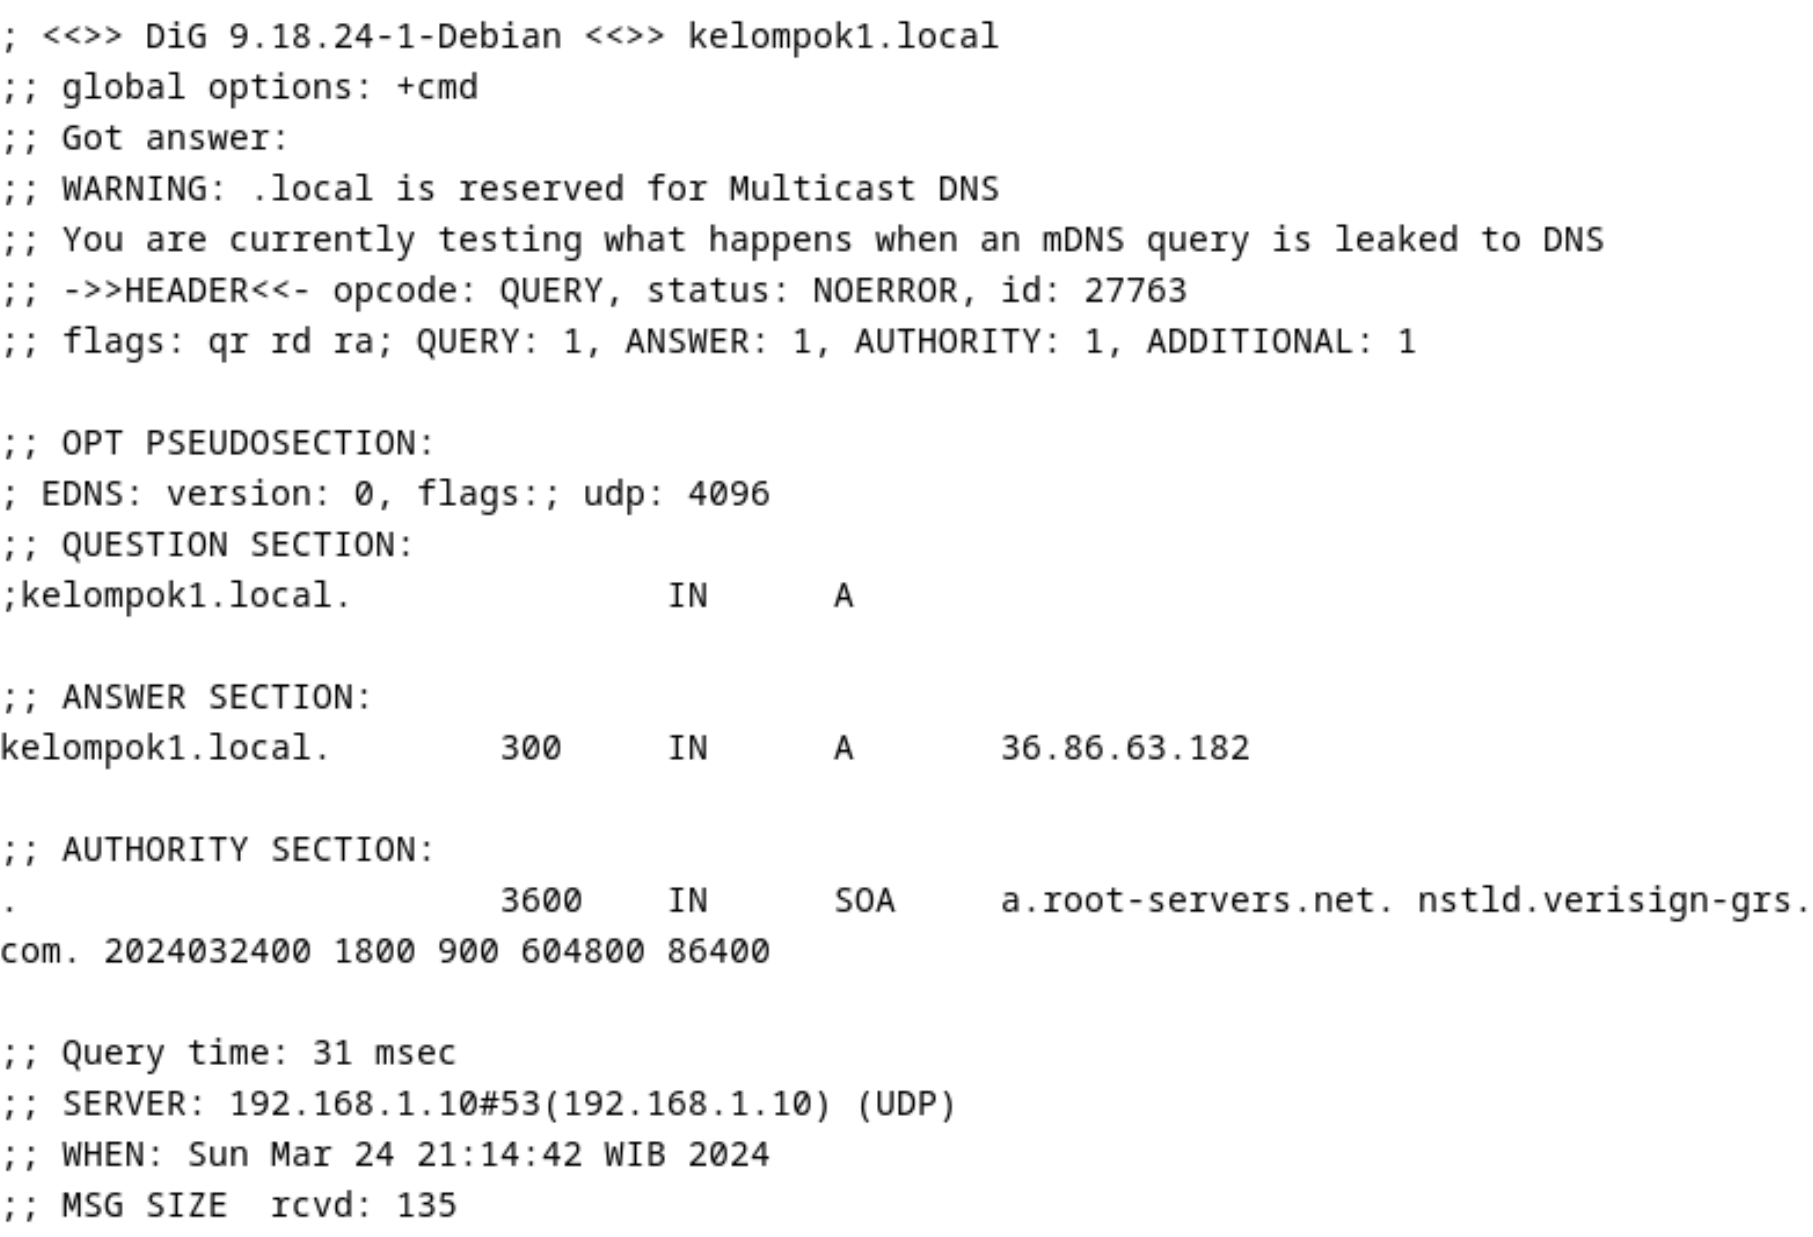 ; <<>> DiG 9.18.24-1-Debian <<>> kelompok1.local
;; global options: +cmd
;; Got answer:
;; WARNING: .local is reserved for Multicast DNS
;; You are currently testing what happens when an mDNS query is leaked to DNS
;; ->>HEADER<<- opcode: QUERY, status: NOERROR, id: 27763
;; flags: qr rd ra; QUERY: 1, ANSWER: 1, AUTHORITY: 1, ADDITIONAL: 1

;; OPT PSEUDOSECTION:
; EDNS: version: 0, flags:; udp: 4096
;; QUESTION SECTION:
;kelompok1.local.		IN	A

;; ANSWER SECTION:
kelompok1.local.	300	IN	A	36.86.63.182

;; AUTHORITY SECTION:
.			3600	IN	SOA	a.root-servers.net. nstld.verisign-grs.
com. 2024032400 1800 900 604800 86400

;; Query time: 31 msec
;; SERVER: 192.168.1.10#53(192.168.1.10) (UDP)
;; WHEN: Sun Mar 24 21:14:42 WIB 2024
;; MSG SIZE  rcvd: 135